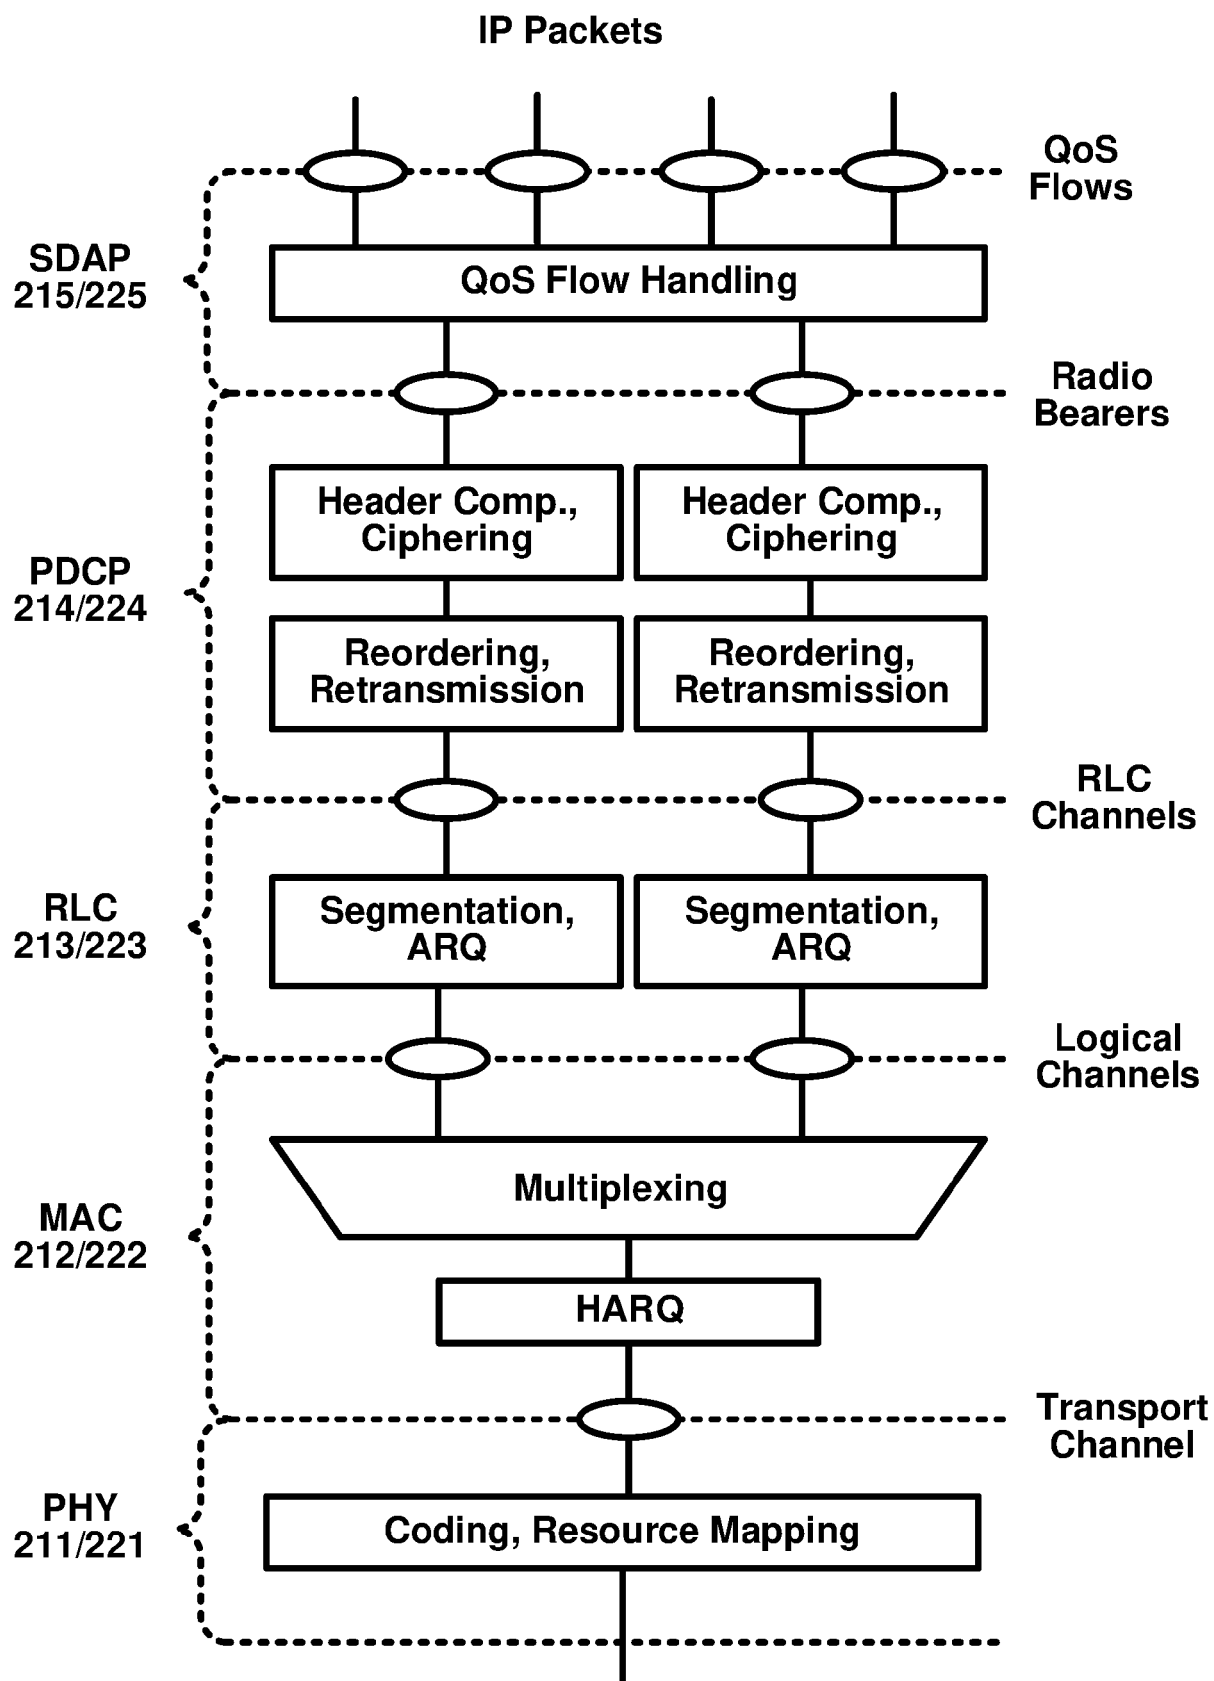 IP Packets
QoS
Flows
SDAP
215/225
QoS Flow Handling
Radio
Bearers
Header Comp.,
Ciphering
Header Comp.,
Ciphering
PDCP
214/224
Reordering,
Retransmission
Reordering,
Retransmission
RLC
Channels
RLC
213/223
Segmentation,
ARQ
Segmentation,
ARQ
Logical
Channels
Multiplexing
MAC
212/222
HARQ
Transport
Channel
PHY
211/221
Coding, Resource Mapping